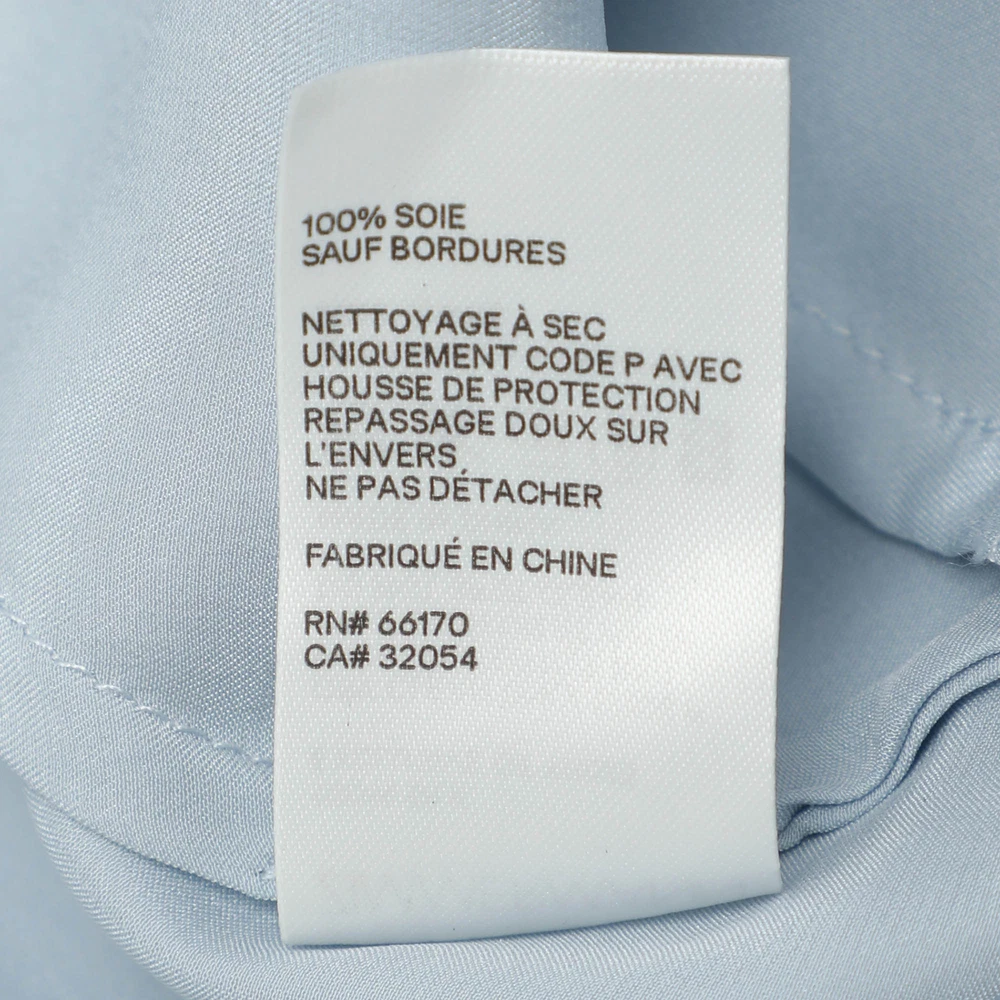 100% SOIE
SAUF BORDURES
NETTOYAGE À SEC
UNIQUEMENT CODE P AVEC
HOUSSE DE PROTECTION
REPASSAGE DOUX SUR
L'ENVERS
NE PAS DÉTACHER
FABRIQUÉ EN CHINE
RN# 66170
CA# 32054